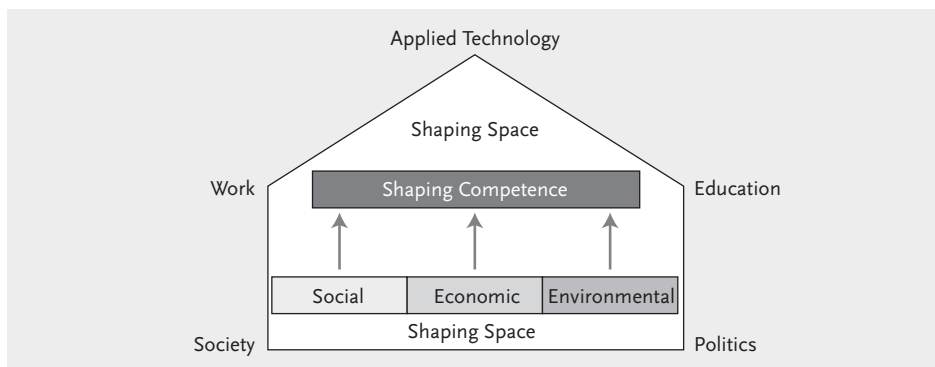 Applied Technology
Shaping Space
Work
Shaping Competence
Education
Social
Economic
Environmental
Shaping Space
Society
Politics